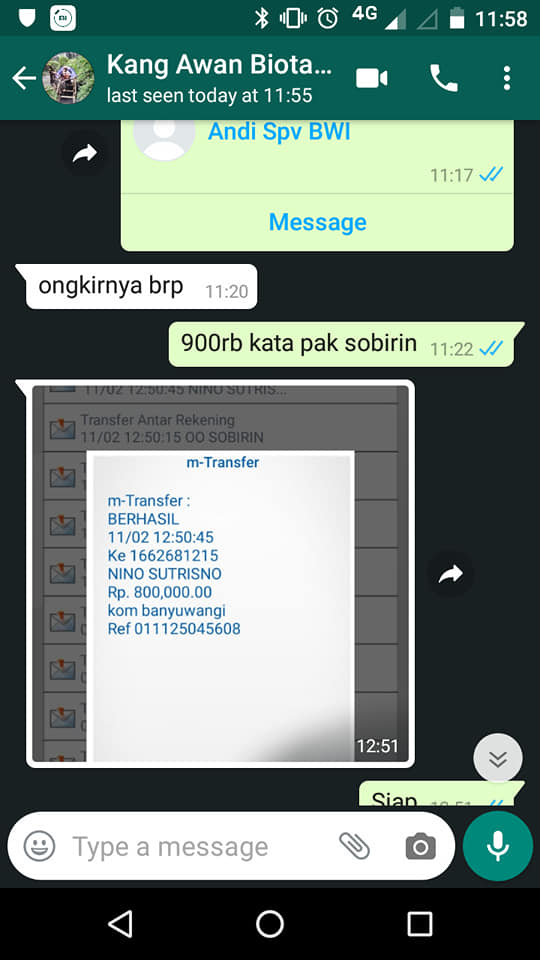 4G 11:58
Kang Awan Biota...
last seen today at 11:55
Andi Spv BWI
11:17
Message
ongkirnya brp 11:20
900rb kata pak sobirin 11:22
11/02 12:50:45 NINO SUTRIS...
Transfer Antar Rekening
11/02 12:50:15 OO SOBIRIN
m-Transfer
m-Transfer :
BERHASIL
11/02 12:50:45
Ke 1662681215
NINO SUTRISNO
Rp. 800,000.00
kom banyuwangi
Ref 011125045608
12:51
Siap 12:51
Type a message